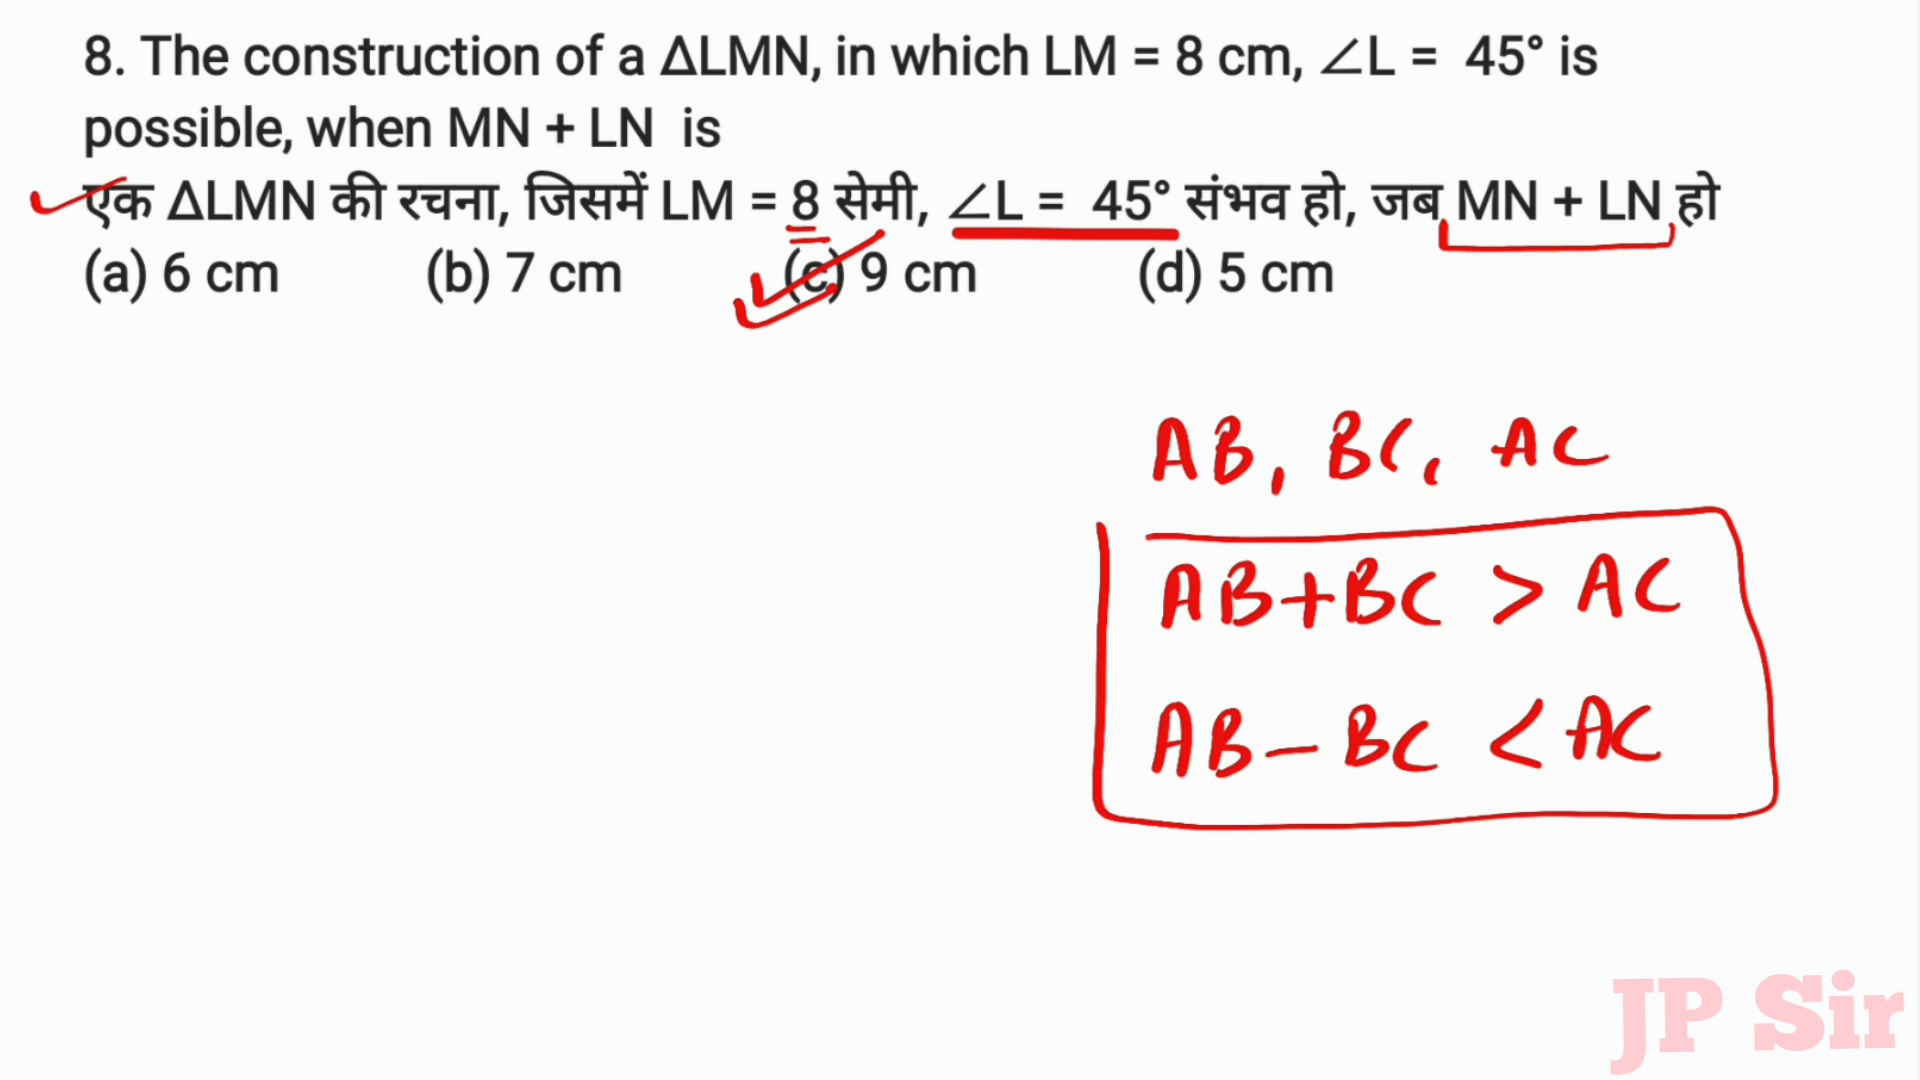 8. The construction of a ΔLMN, in which LM = 8 cm, ∠L = 45° is
possible, when MN + LN is
एक ΔLMN की रचना, जिसमें LM = 8 सेमी, ∠L = 45° संभव हो, जब MN + LN हो
(a) 6 cm (b) 7 cm (c) 9 cm (d) 5 cm
AB, BC, AC
AB+BC > AC
AB-BC < AC
JP Sir